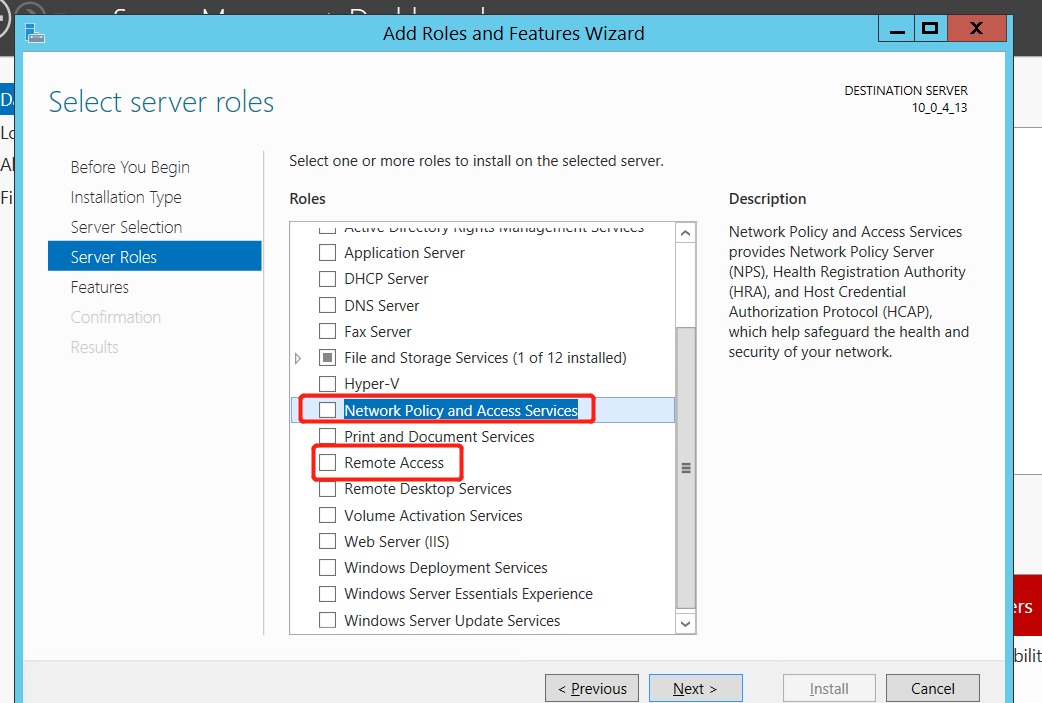 Add Roles and Features Wizard
Select server roles
DESTINATION SERVER
10_0_4_13
Before You Begin
Installation Type
Server Selection
Server Roles
Features
Confirmation
Results
Select one or more roles to install on the selected server.
Roles
Active Directory Rights Management Services
Application Server
DHCP Server
DNS Server
Fax Server
File and Storage Services (1 of 12 installed)
Hyper-V
Network Policy and Access Services
Print and Document Services
Remote Access
Remote Desktop Services
Volume Activation Services
Web Server (IIS)
Windows Deployment Services
Windows Server Essentials Experience
Windows Server Update Services
Description
Network Policy and Access Services
provides Network Policy Server
(NPS), Health Registration Authority
(HRA), and Host Credential
Authorization Protocol (HCAP),
which help safeguard the health and
security of your network.
< Previous
Next >
Install
Cancel